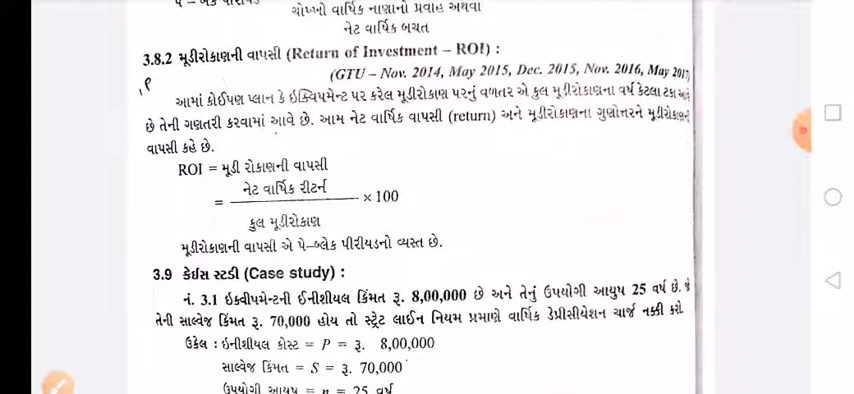 ચોખ્ખો વાર્ષિક નાણાનો પ્રવાહ અથવા
નેટ વાર્ષિક બચત
3.8.2 મૂડીરોકાણની વાપસી (Return of Investment – ROI) :
(GTU – Nov. 2014, May 2015, Dec. 2015, Nov. 2016, May 2017
આમાં કોઈપણ પ્લાન કે ઇક્વિપમેન્ટ પર કરેલ મૂડીરોકાણ પરનું વળતર એ કુલ મૂડીરોકાણના વર્ષે કેટલા ટકા આવે
છે તેની ગણતરી કરવામાં આવે છે. આમ નેટ વાર્ષિક વાપસી (return) અને મૂડીરોકાણના ગુણોત્તરને મૂડીરોકાણની
વાપસી કહે છે.
ROI = મૂડી રોકાણની વાપસી
= નેટ વાર્ષિક રીટર્ન × 100
કુલ મૂડીરોકાણ
મૂડીરોકાણની વાપસી એ પે–બ્લેક પીરીયડનો વ્યસ્ત છે.
3.9 કેઇસ સ્ટડી (Case study) :
નં. 3.1 ઇક્વીપમેન્ટની ઈનીશીયલ કિંમત રૂ. 8,00,000 છે અને તેનું ઉપયોગી આયુષ 25 વર્ષ છે. જે
તેની સાલ્વેજ કિંમત રૂ. 70,000 હોય તો સ્ટ્રેટ લાઈન નિયમ પ્રમાણે વાર્ષિક ડેપ્રીસીયેશન ચાર્જ નક્કી કરો.
ઉકેલ : ઇનીશીયલ કોસ્ટ = P = રૂ. 8,00,000
સાલ્વેજ કિંમત = S = રૂ. 70,000
ઉપયોગી આયુષ = n = 25 વર્ષ